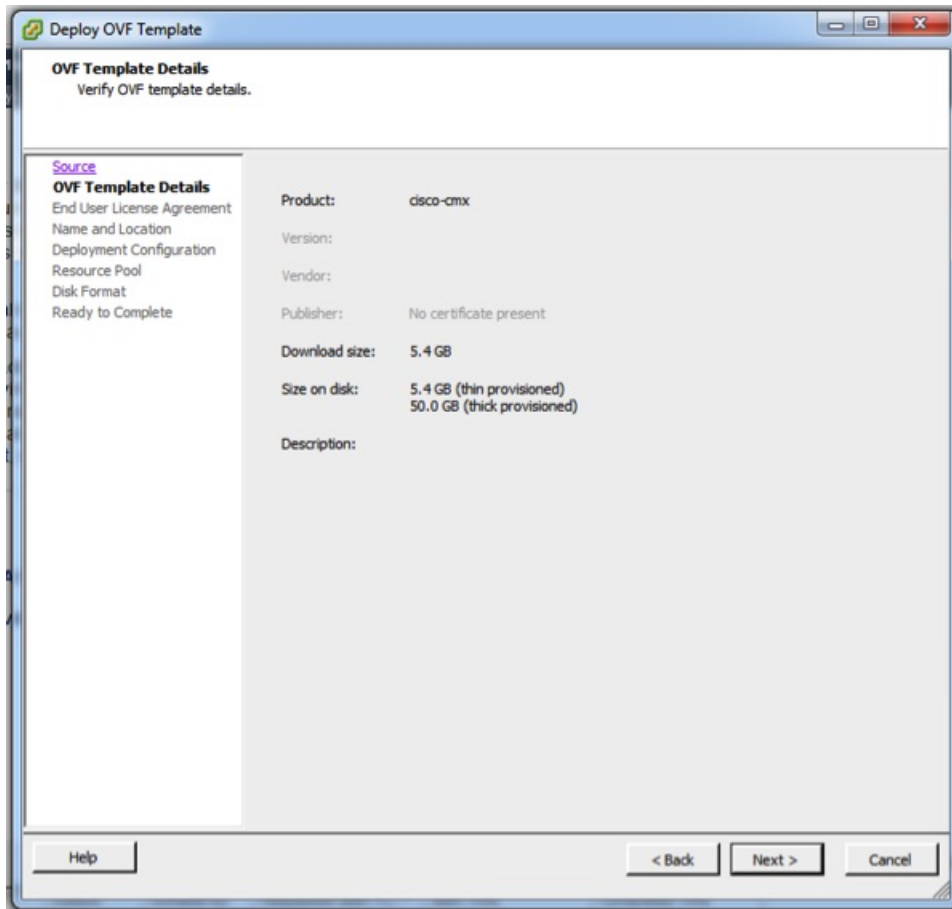 Deploy OVF Template
OVF Template Details
Verify OVF template details.
Source
OVF Template Details
End User License Agreement
Name and Location
Deployment Configuration
Resource Pool
Disk Format
Ready to Complete
Product: cisco-cmx
Version:
Vendor:
Publisher: No certificate present
Download size: 5.4 GB
Size on disk: 5.4 GB (thin provisioned)
50.0 GB (thick provisioned)
Description:
Help
< Back
Next >
Cancel